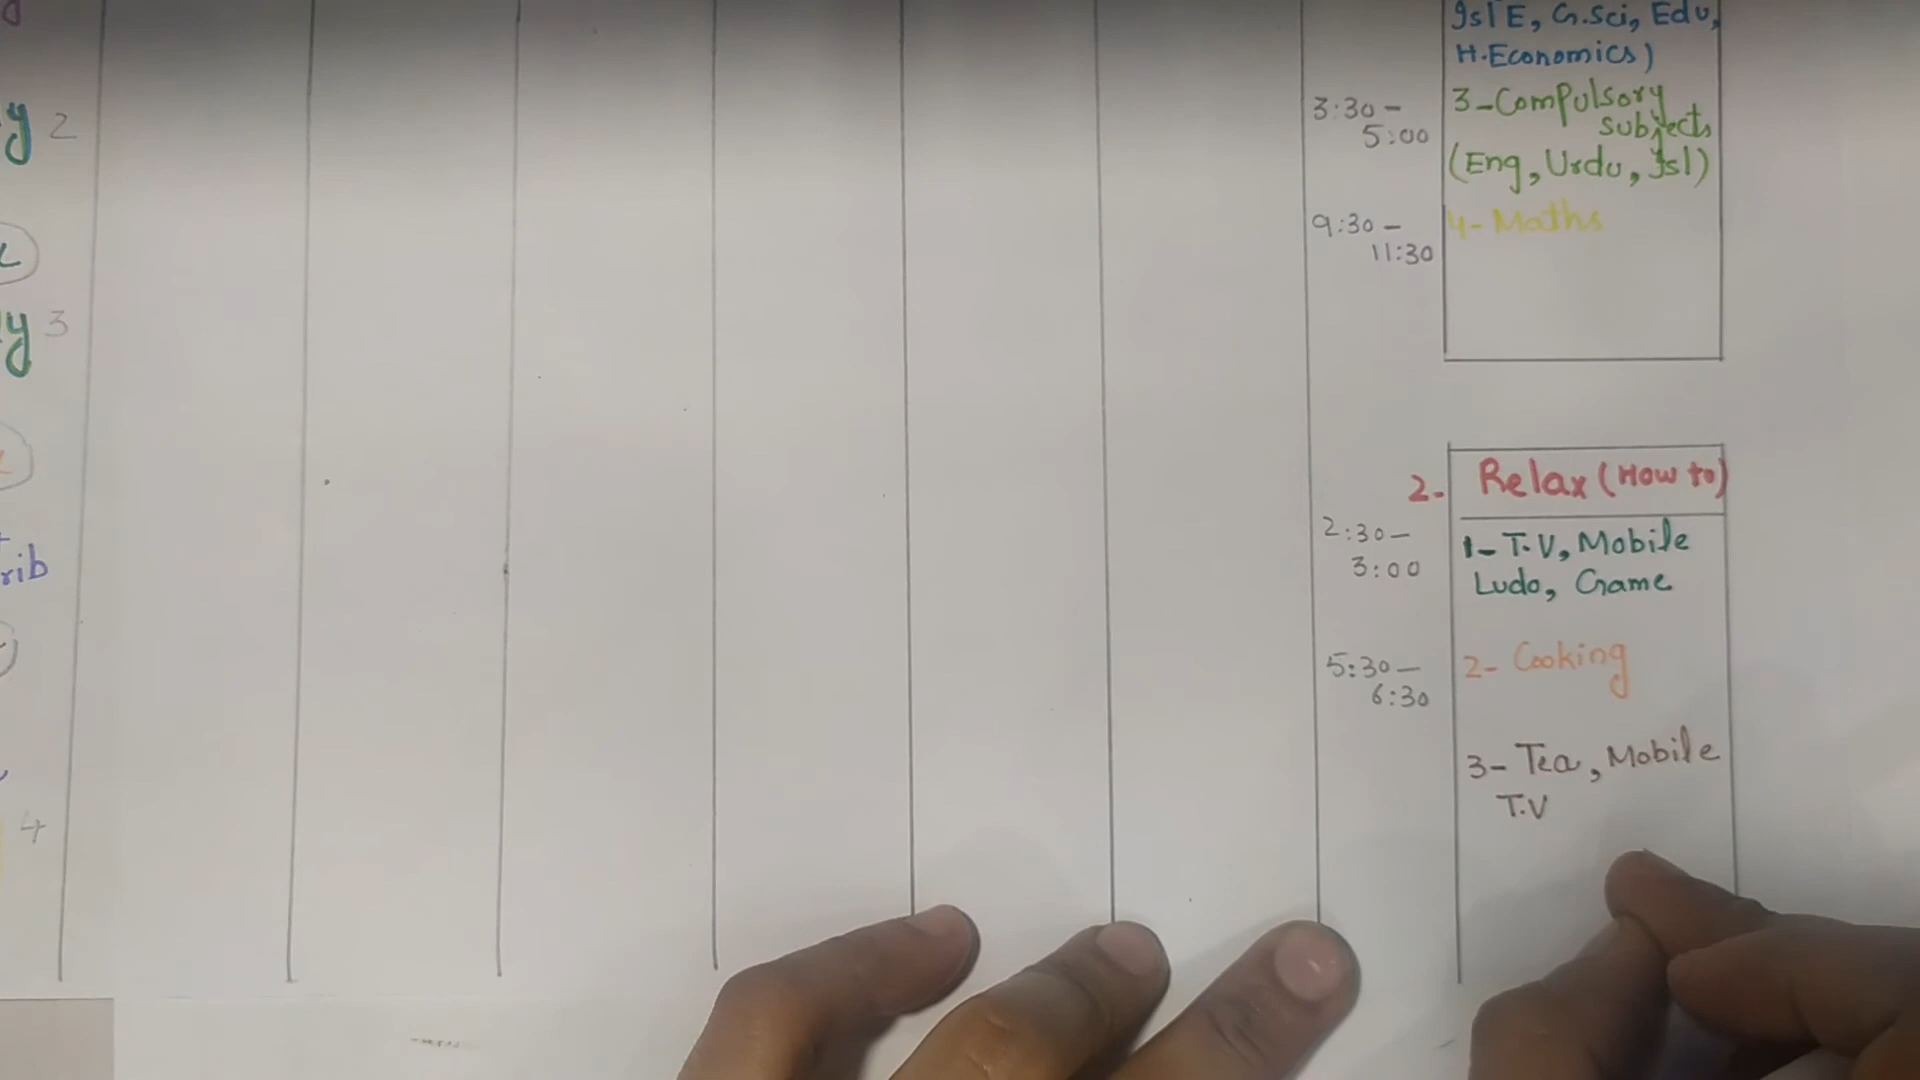 2
3
rib
4
Isl E, G.Sci, Edu,
H.Economics)
3:30 -
5:00
3-Compulsory
subjects
(Eng, Urdu, Isl)
9:30 -
11:30
4- Maths
2- Relax (How to)
2:30 -
3:00
1- T.V, Mobile
Ludo, Game
5:30 -
6:30
2- Cooking
3- Tea, Mobile
T.V